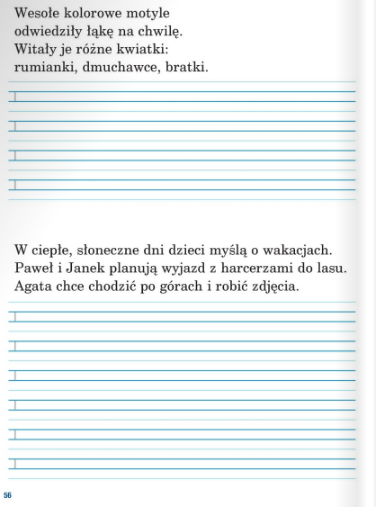 Wesołe kolorowe motyle
odwiedziły łąkę na chwilę.
Witały je różne kwiatki:
rumianki, dmuchawce, bratki.
W ciepłe, słoneczne dni dzieci myślą o wakacjach.
Paweł i Janek planują wyjazd z harcerzami do lasu.
Agata chce chodzić po górach i robić zdjęcia.
56